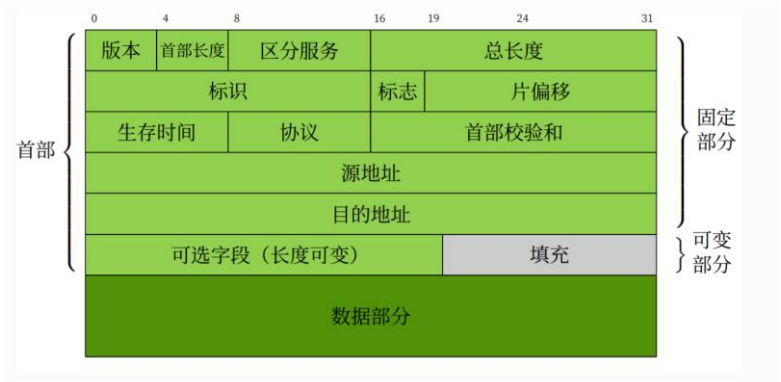 0 4 8 16 19 24 31
版本 首部长度 区分服务 总长度
标识 标志 片偏移
生存时间 协议 首部校验和
源地址
目的地址
可选字段（长度可变） 填充
数据部分
首部
固定
部分
可变
部分